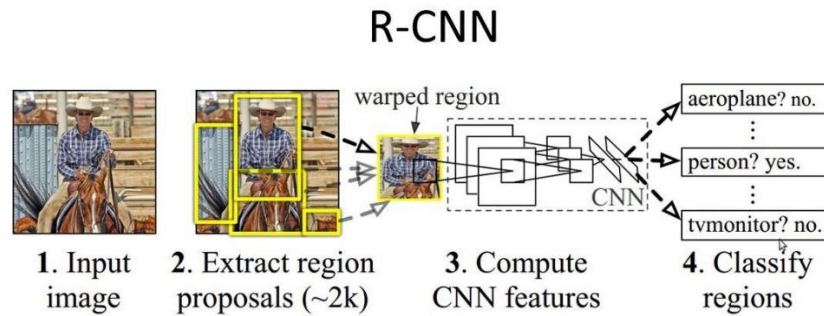 R-CNN
warped region
aeroplane? no.
⋮
person? yes.
⋮
tvmonitor? no.
CNN
1. Input
image
2. Extract region
proposals (~2k)
3. Compute
CNN features
4. Classify
regions